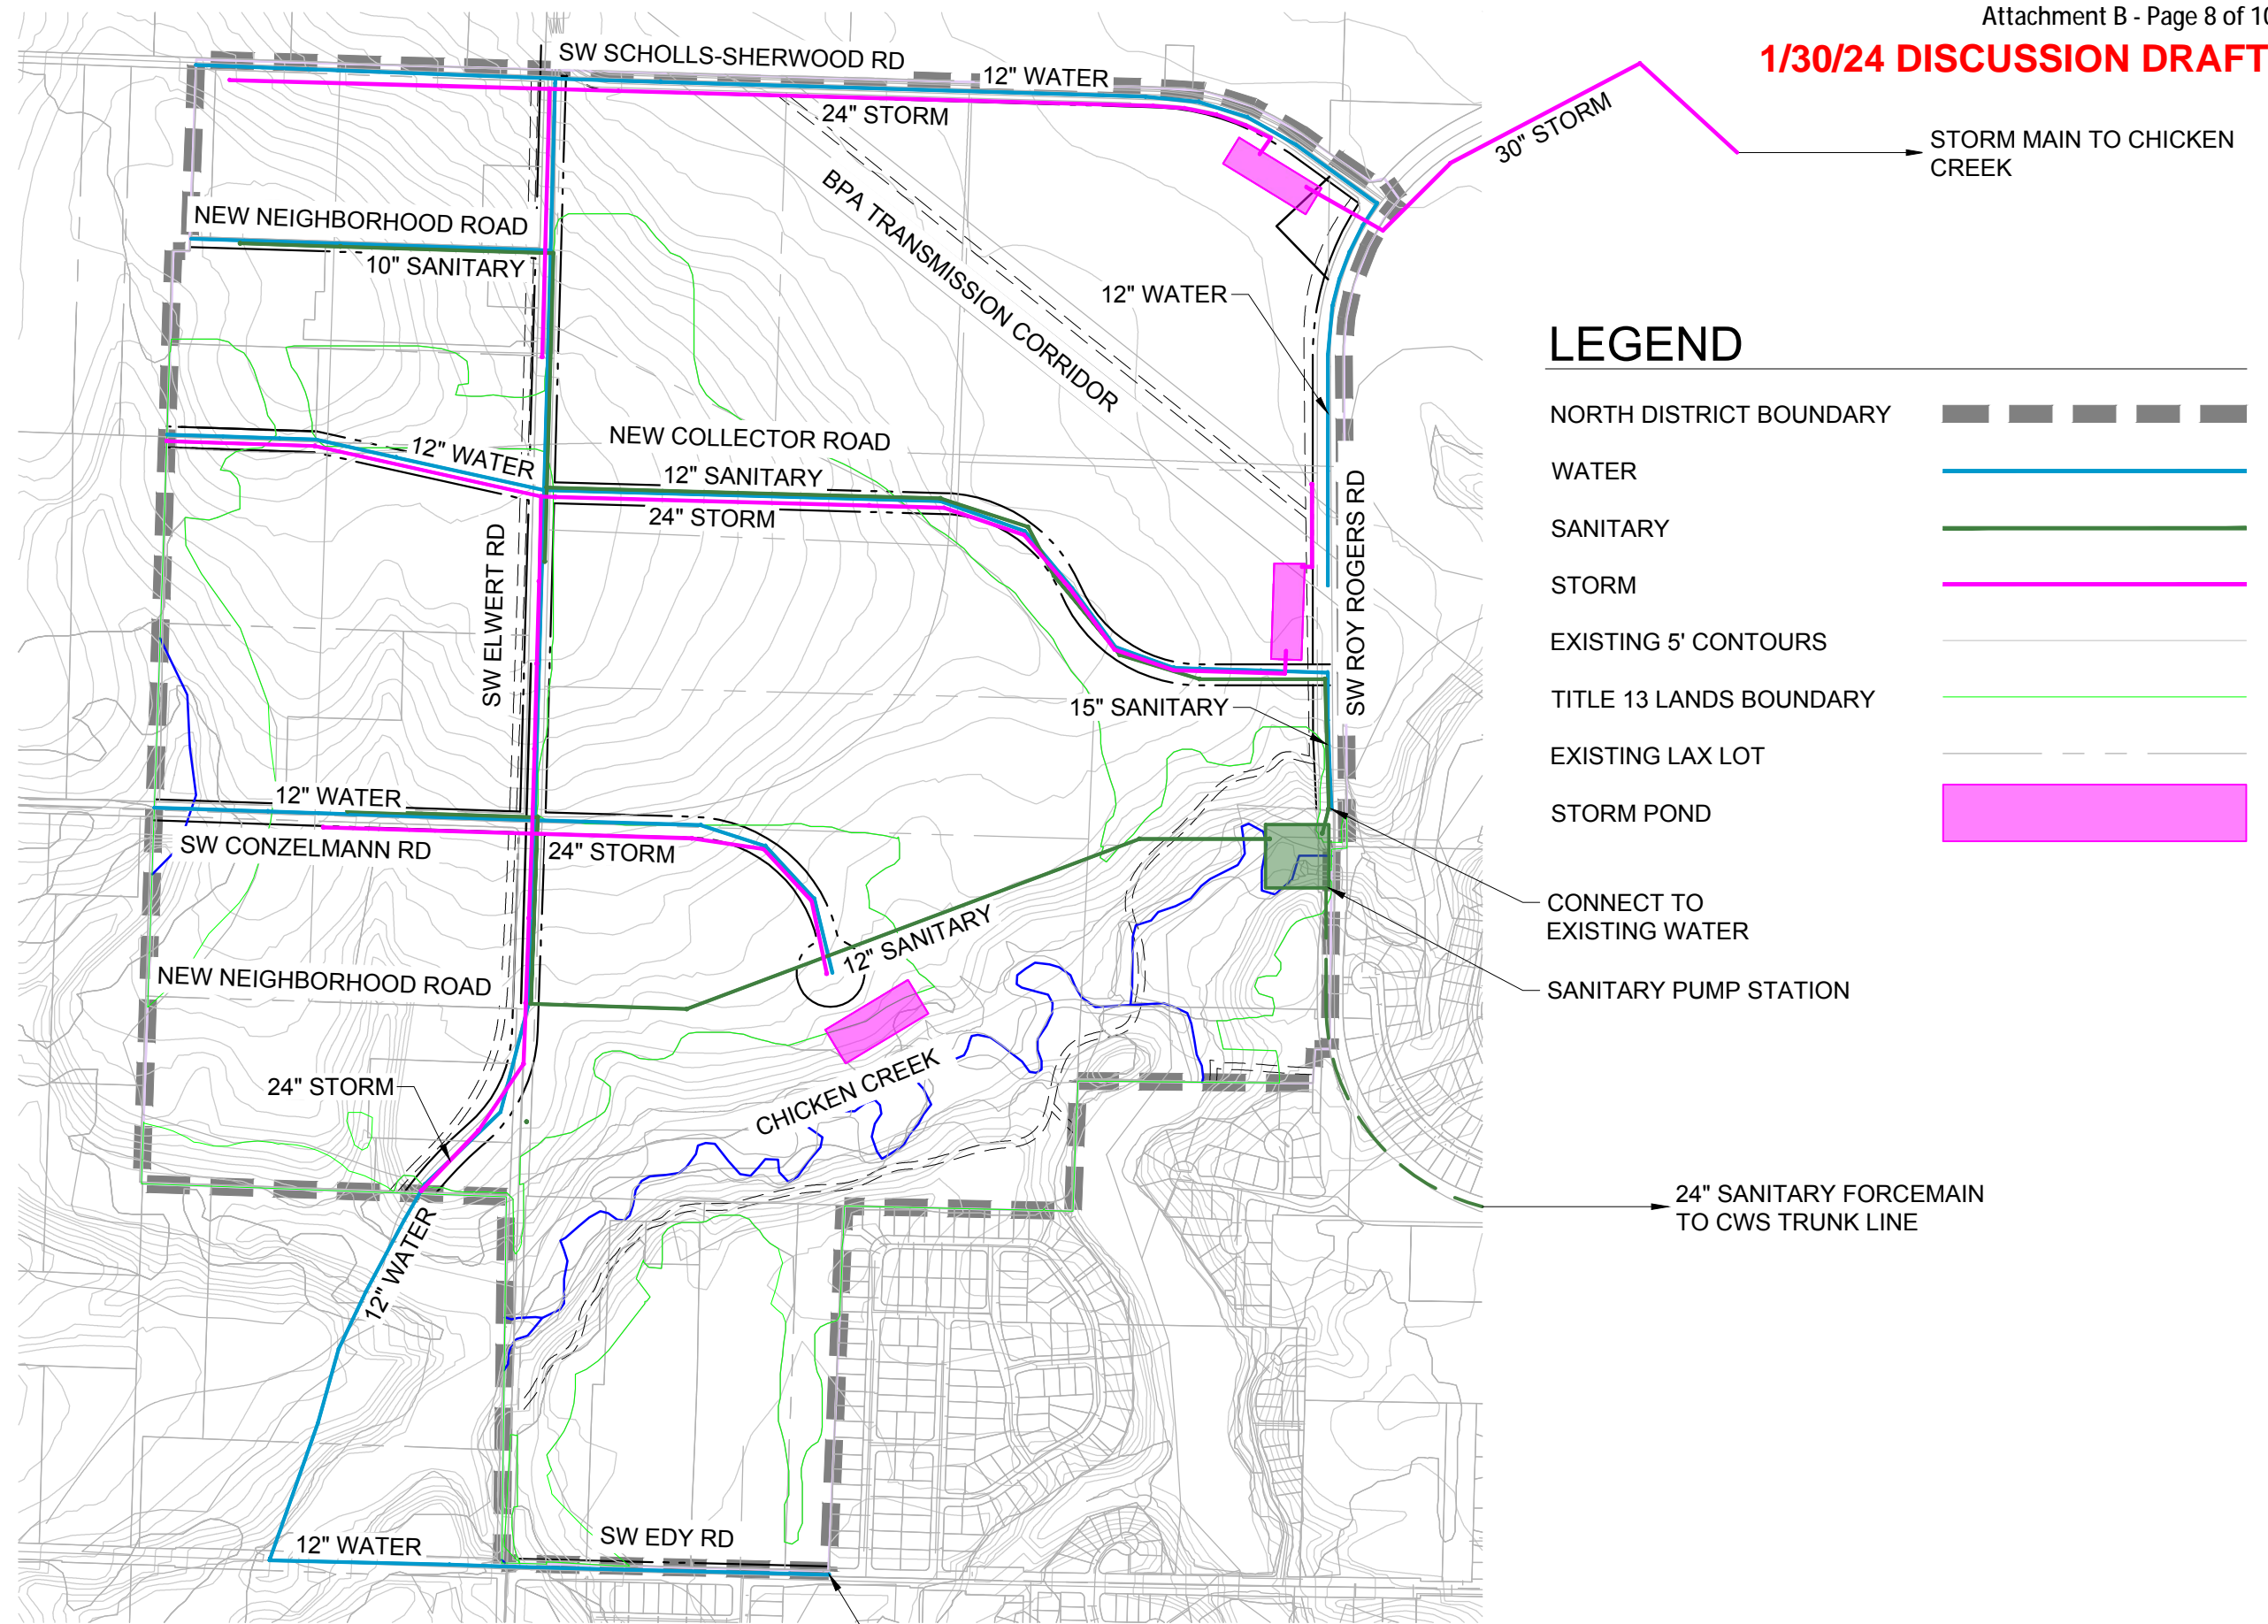 Attachment B - Page 8 of 10
1/30/24 DISCUSSION DRAFT
SW SCHOLLS-SHERWOOD RD
12" WATER
24" STORM
30" STORM
STORM MAIN TO CHICKEN
CREEK
NEW NEIGHBORHOOD ROAD
10" SANITARY
BPA TRANSMISSION CORRIDOR
12" WATER
LEGEND
NORTH DISTRICT BOUNDARY
WATER
SANITARY
STORM
EXISTING 5' CONTOURS
TITLE 13 LANDS BOUNDARY
EXISTING LAX LOT
STORM POND
12" WATER
NEW COLLECTOR ROAD
12" SANITARY
24" STORM
SW ELWERT RD
SW ROY ROGERS RD
15" SANITARY
12" WATER
SW CONZELMANN RD
24" STORM
CONNECT TO
EXISTING WATER
12" SANITARY
NEW NEIGHBORHOOD ROAD
SANITARY PUMP STATION
24" STORM
CHICKEN CREEK
24" SANITARY FORCEMAIN
TO CWS TRUNK LINE
12" WATER
12" WATER
SW EDY RD